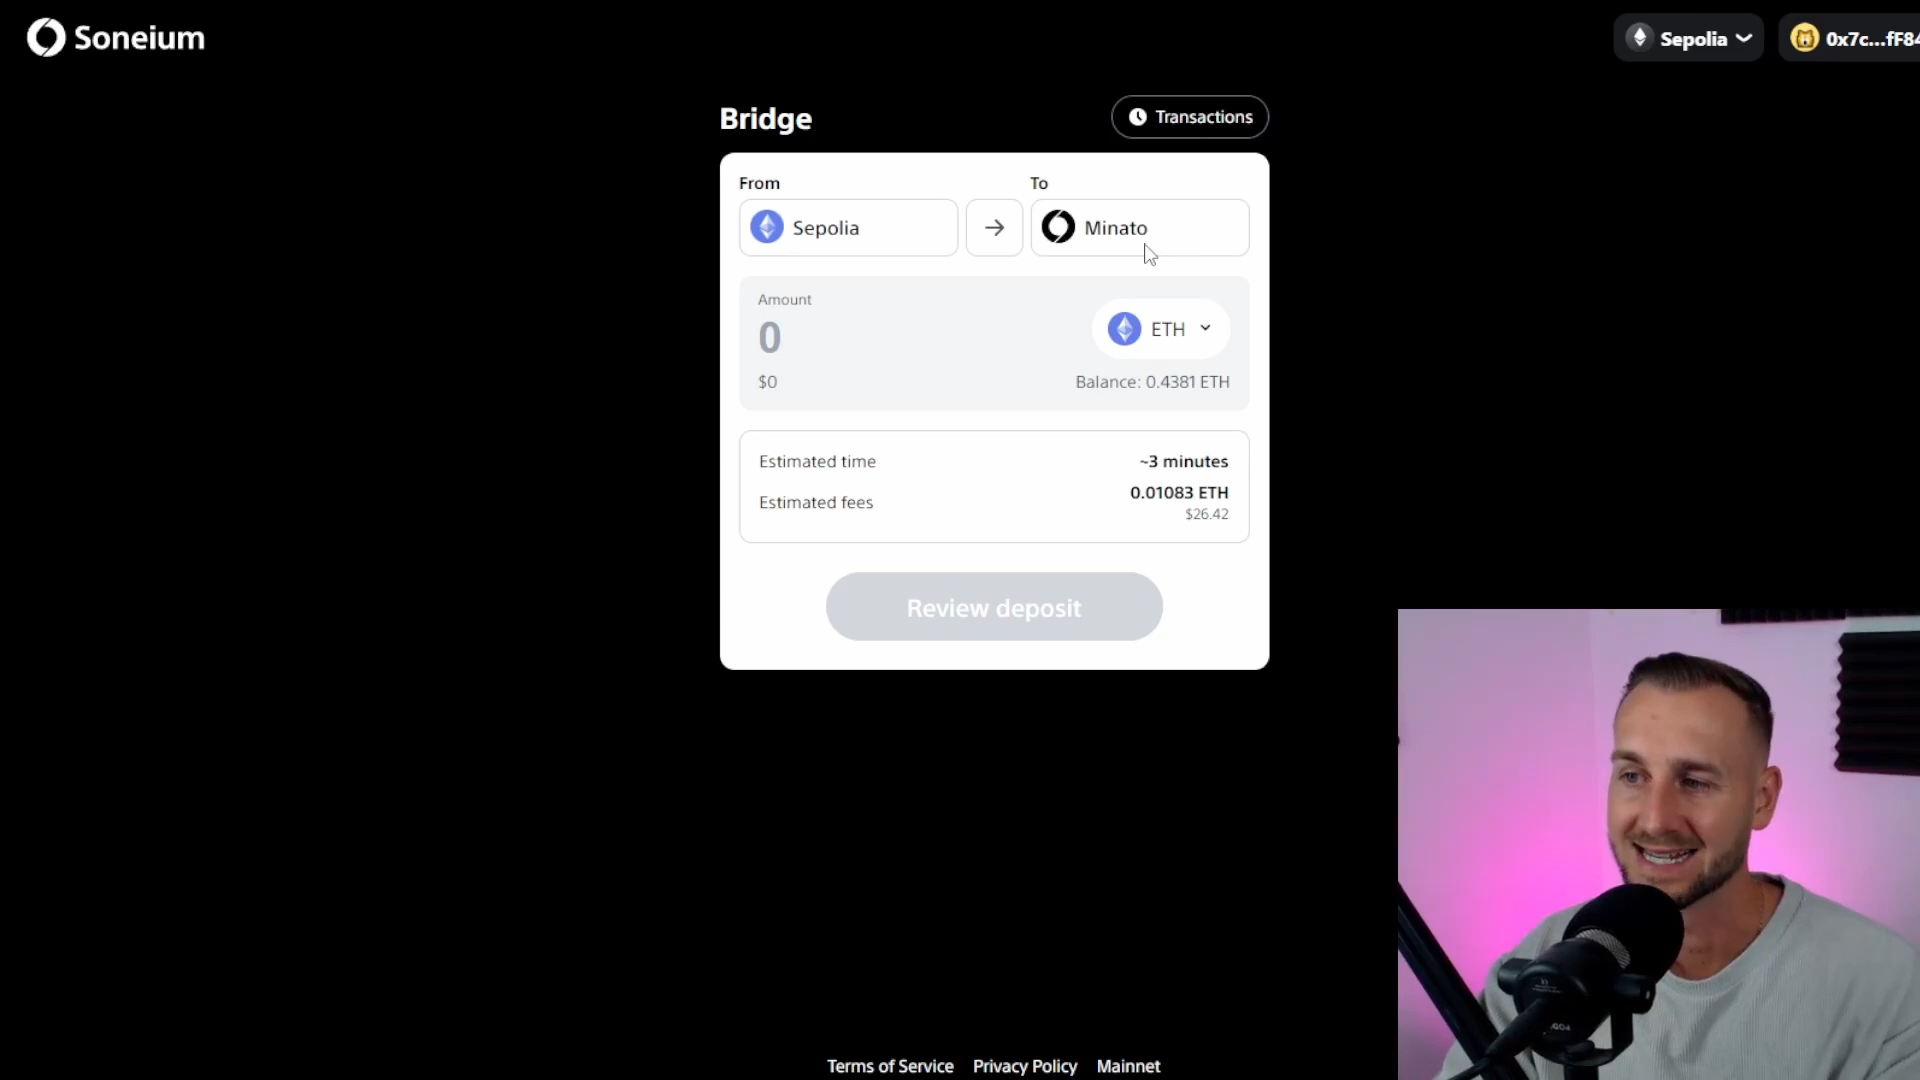 Soneium
Sepolia
0x7c...fF84
Bridge
Transactions
From
To
Sepolia
Minato
Amount
0
ETH
$0
Balance: 0.4381 ETH
Estimated time
~3 minutes
Estimated fees
0.01083 ETH
$26.42
Review deposit
Terms of Service
Privacy Policy
Mainnet